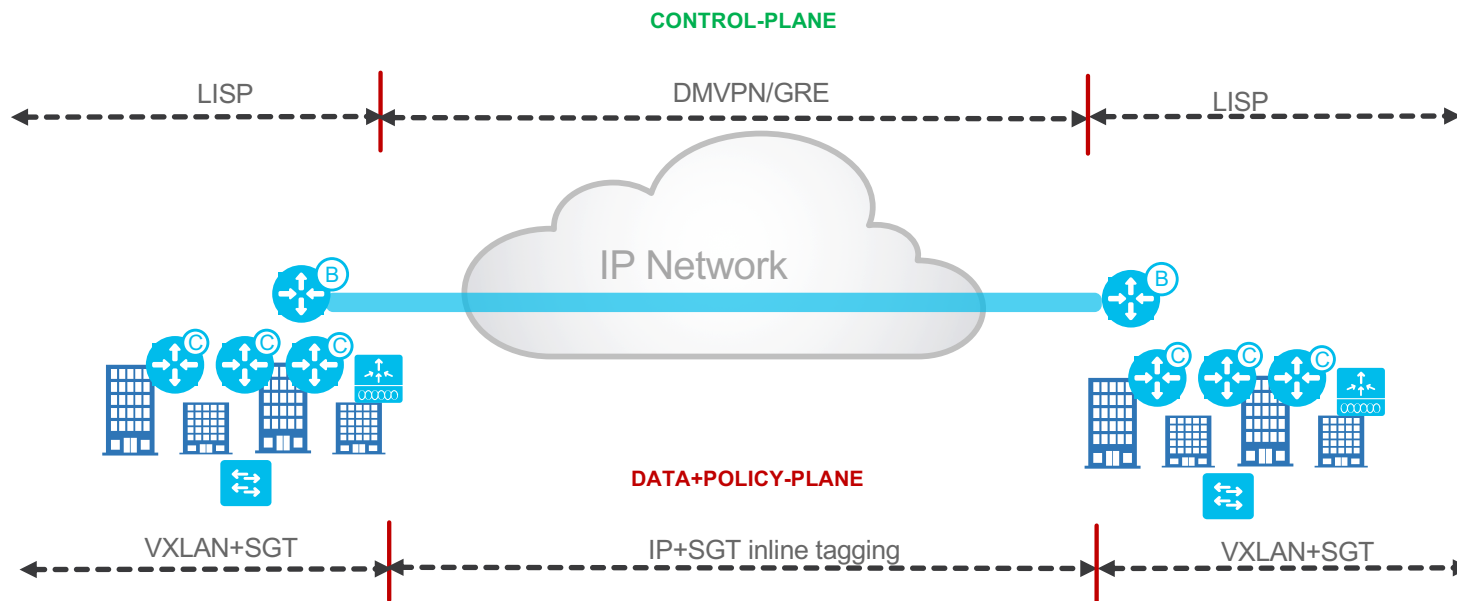 CONTROL-PLANE
LISP
DMVPN/GRE
LISP
IP Network
B
B
C
C
C
C
C
C
DATA+POLICY-PLANE
VXLAN+SGT
IP+SGT inline tagging
VXLAN+SGT